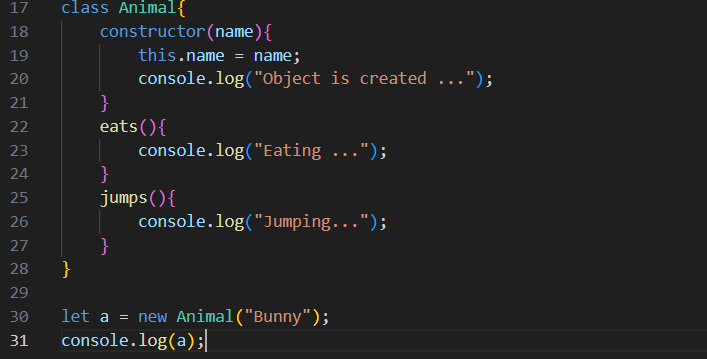 17 class Animal{
18     constructor(name){
19         this.name = name;
20         console.log("Object is created ...");
21     }
22     eats(){
23         console.log("Eating ...");
24     }
25     jumps(){
26         console.log("Jumping...");
27     }
28 }
29
30 let a = new Animal("Bunny");
31 console.log(a);